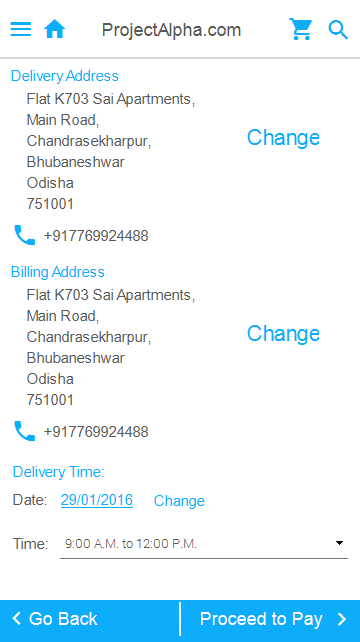 ProjectAlpha.com
Delivery Address
Flat K703 Sai Apartments,
Main Road,
Chandrasekharpur,
Bhubaneshwar
Odisha
751001
Change
+917769924488
Billing Address
Flat K703 Sai Apartments,
Main Road,
Chandrasekharpur,
Bhubaneshwar
Odisha
751001
Change
+917769924488
Delivery Time:
Date: 29/01/2016 Change
Time: 9:00 A.M. to 12:00 P.M.
Go Back Proceed to Pay